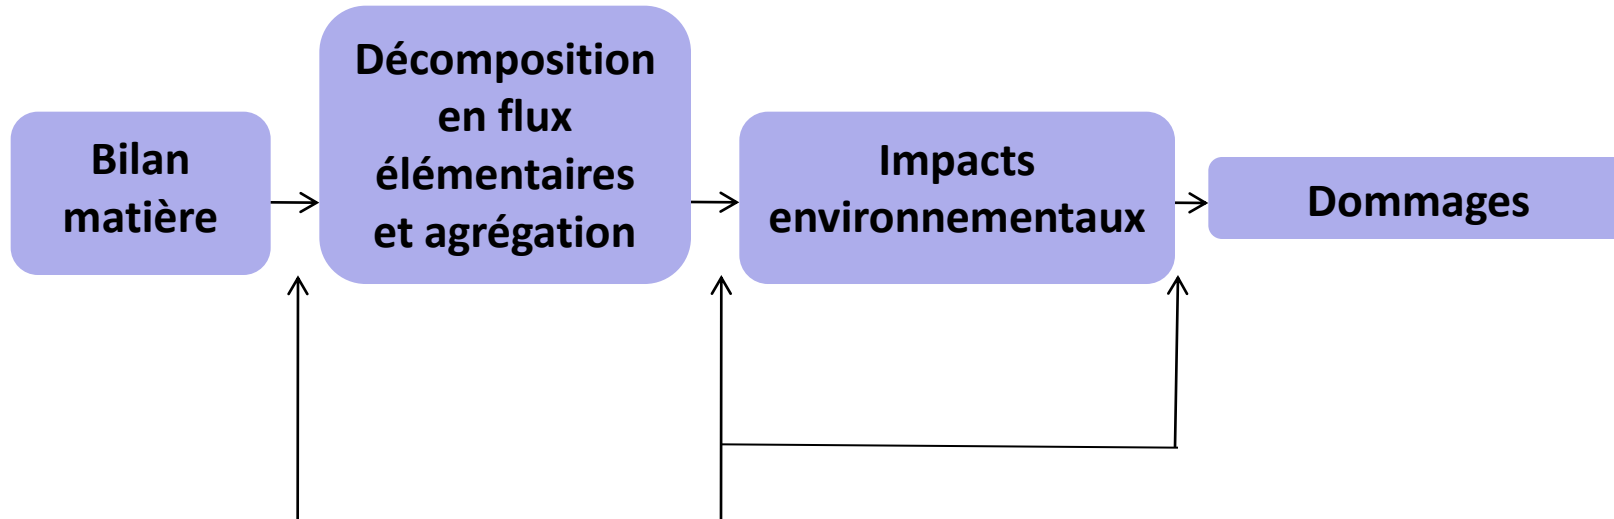 Bilan
matière
Décomposition
en flux
élémentaires
et agrégation
Impacts
environnementaux
Dommages